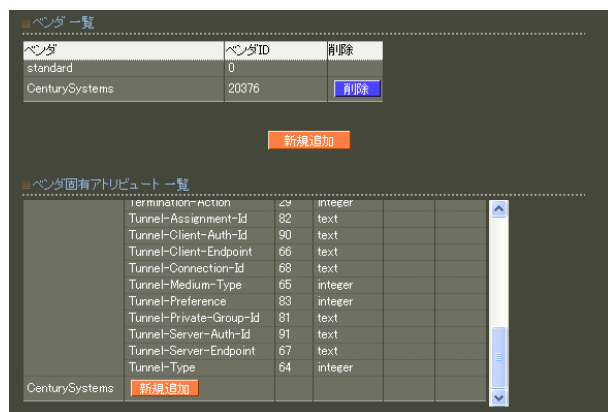 ベンダ 一覧
ベンダ ベンダID 削除
standard 0
CenturySystems 20376 削除
新規追加
ベンダ固有アトリビュート 一覧
Termination-Action 29 integer
Tunnel-Assignment-Id 82 text
Tunnel-Client-Auth-Id 90 text
Tunnel-Client-Endpoint 66 text
Tunnel-Connection-Id 68 text
Tunnel-Medium-Type 65 integer
Tunnel-Preference 83 integer
Tunnel-Private-Group-Id 81 text
Tunnel-Server-Auth-Id 91 text
Tunnel-Server-Endpoint 67 text
Tunnel-Type 64 integer
CenturySystems 新規追加